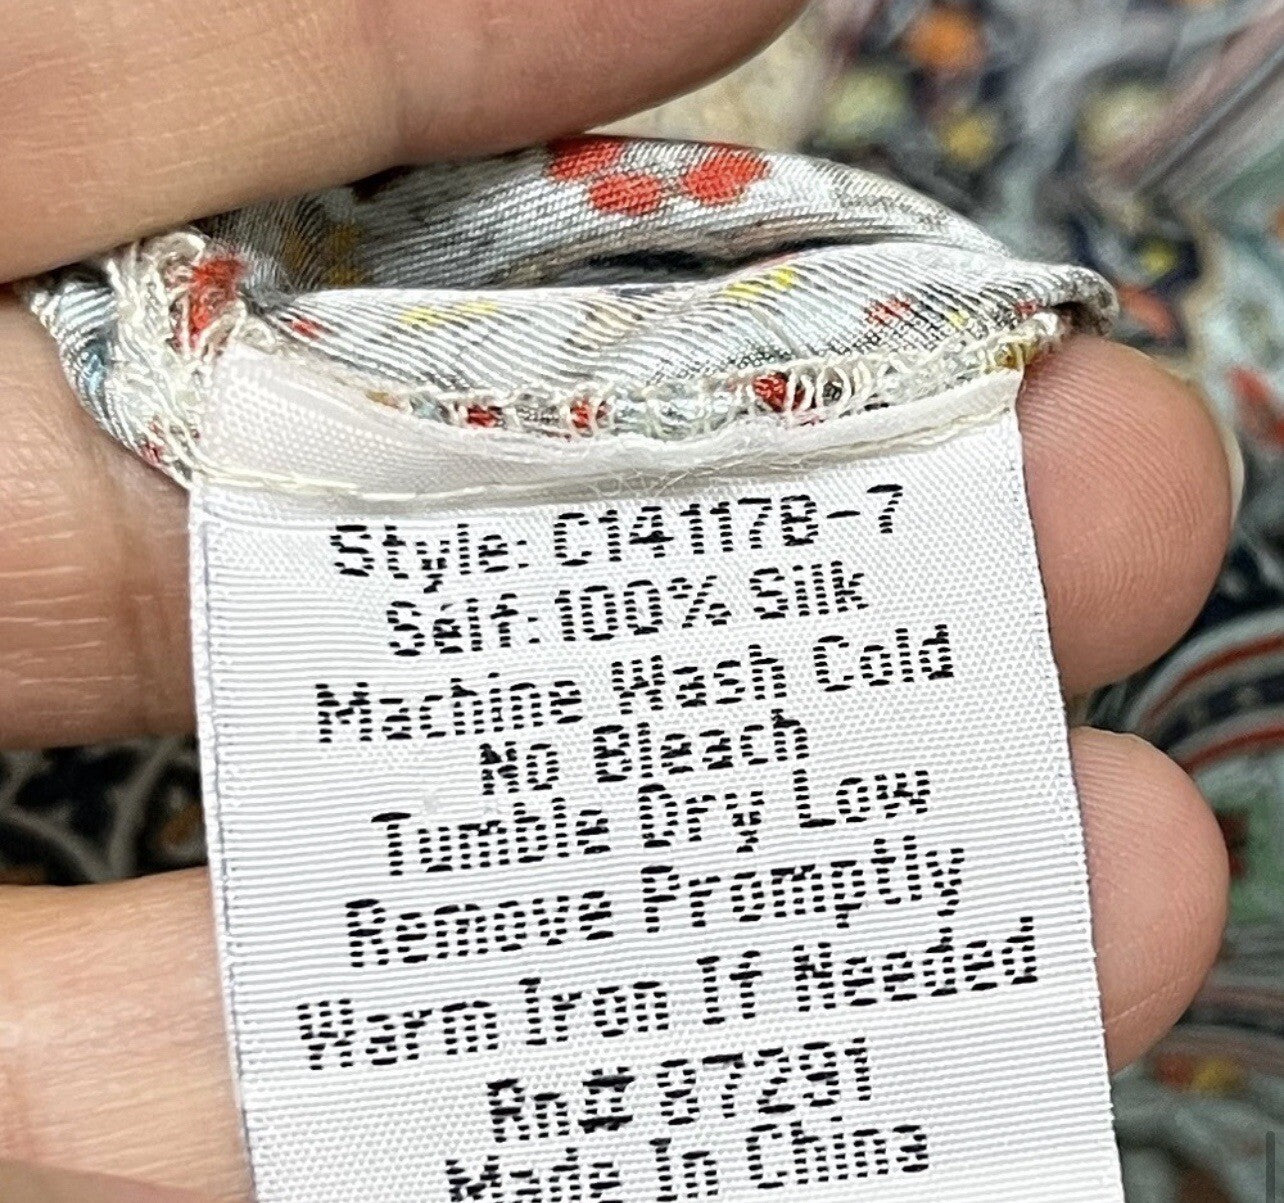 Style: C141178-7
Self: 100% Silk
Machine Wash Cold
No Bleach
Tumble Dry Low
Remove Promptly
Warm Iron If Needed
Rn# 87291
Made In China